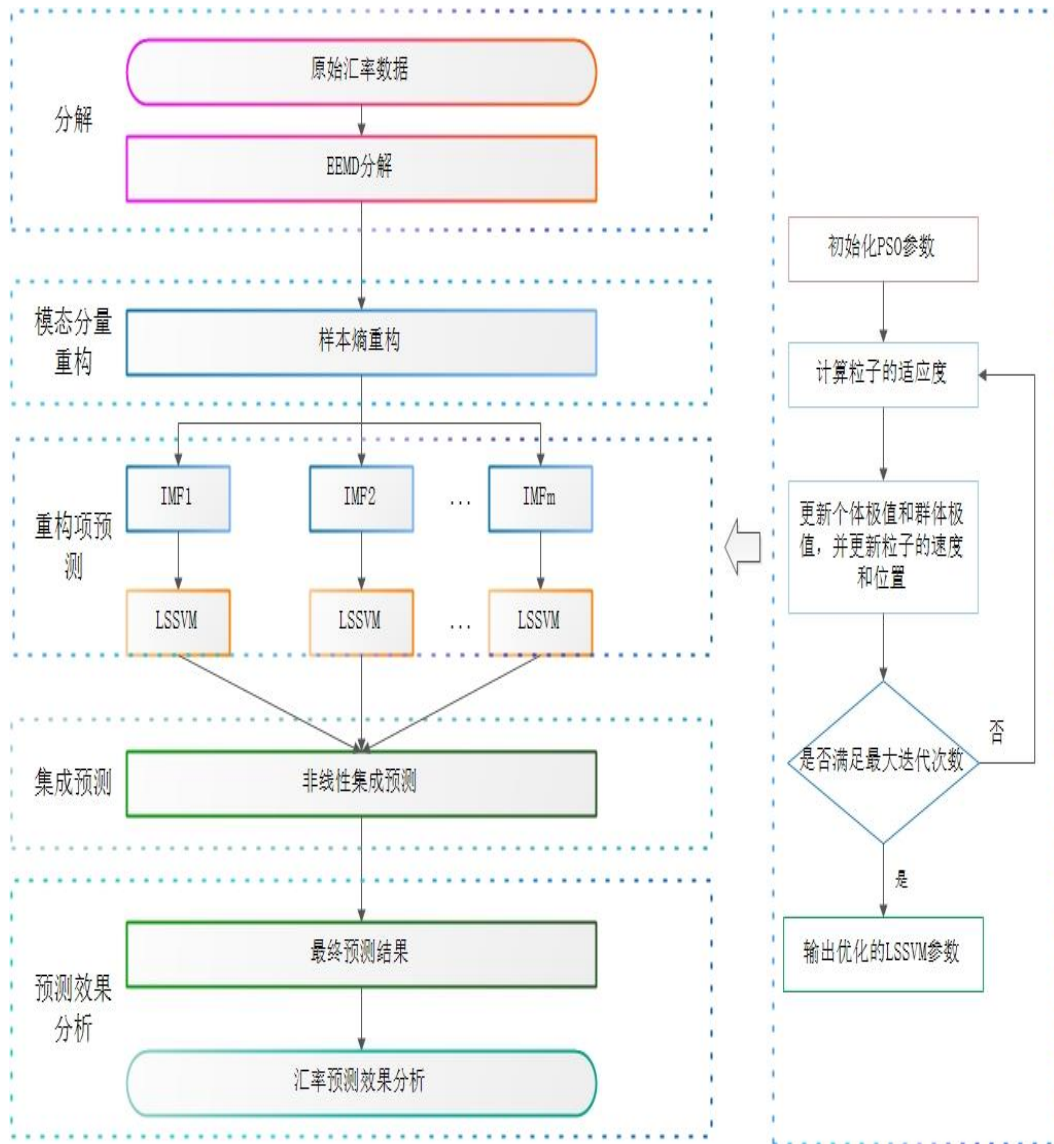 原始汇率数据
分解
EEMD分解
模态分量
重构
样本熵重构
IMF1
IMF2
...
IMFm
重构项预
测
LSSVM
LSSVM
...
LSSVM
集成预测
非线性集成预测
最终预测结果
预测效果
分析
汇率预测效果分析
初始化PSO参数
计算粒子的适应度
更新个体极值和群体极
值，并更新粒子的速度
和位置
否
是否满足最大迭代次数
是
输出优化的LSSVM参数